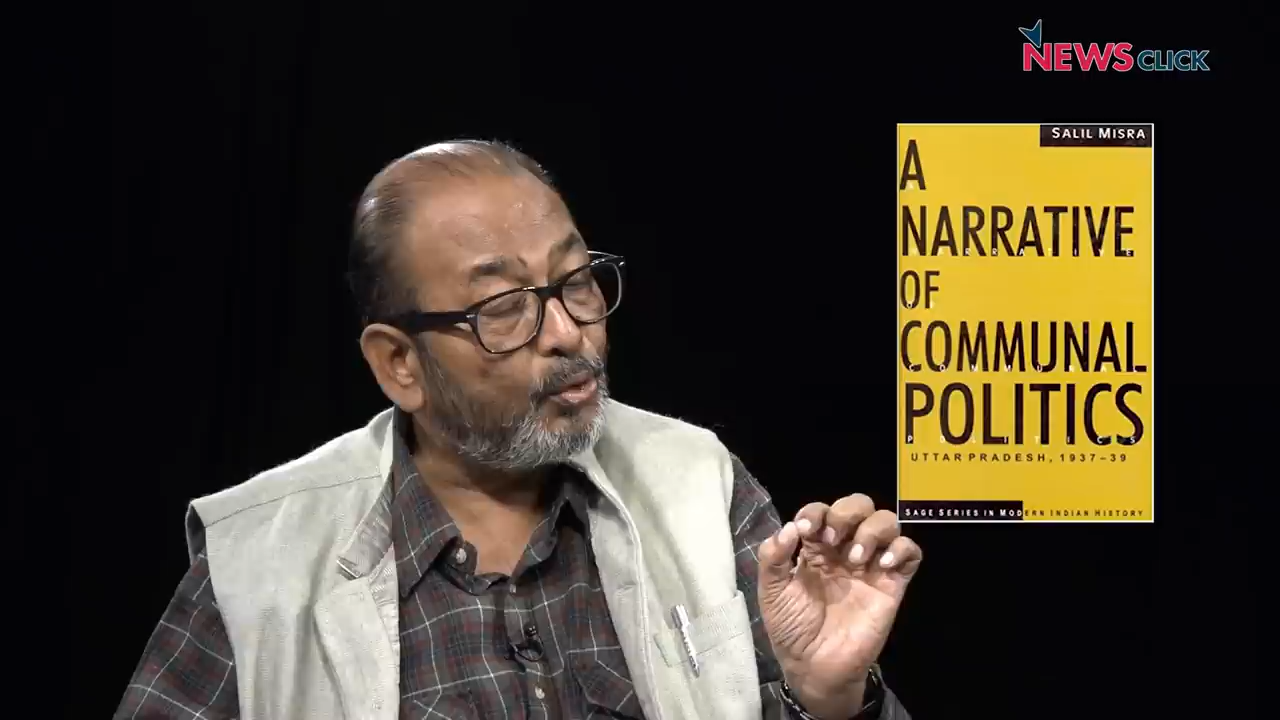 NEWSCLICK
SALIL MISRA
A
NARRATIVE
OF
COMMUNAL
POLITICS
UTTAR PRADESH, 1937-39
SAGE SERIES IN MODERN INDIAN HISTORY